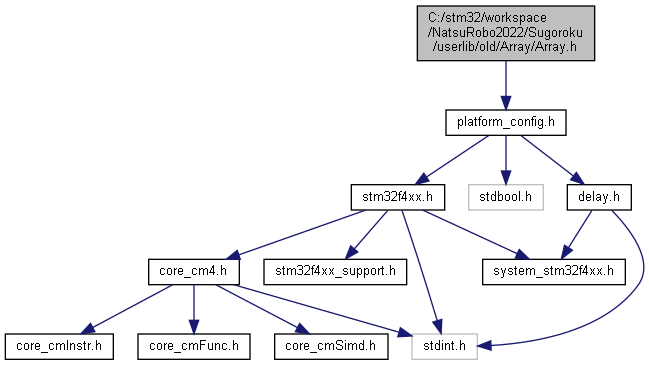 C:/stm32/workspace
/NatsuRobo2022/Sugoroku
/userlib/old/Array/Array.h
platform_config.h
stm32f4xx.h
stdbool.h
delay.h
core_cm4.h
stm32f4xx_support.h
system_stm32f4xx.h
core_cmInstr.h
core_cmFunc.h
core_cmSimd.h
stdint.h